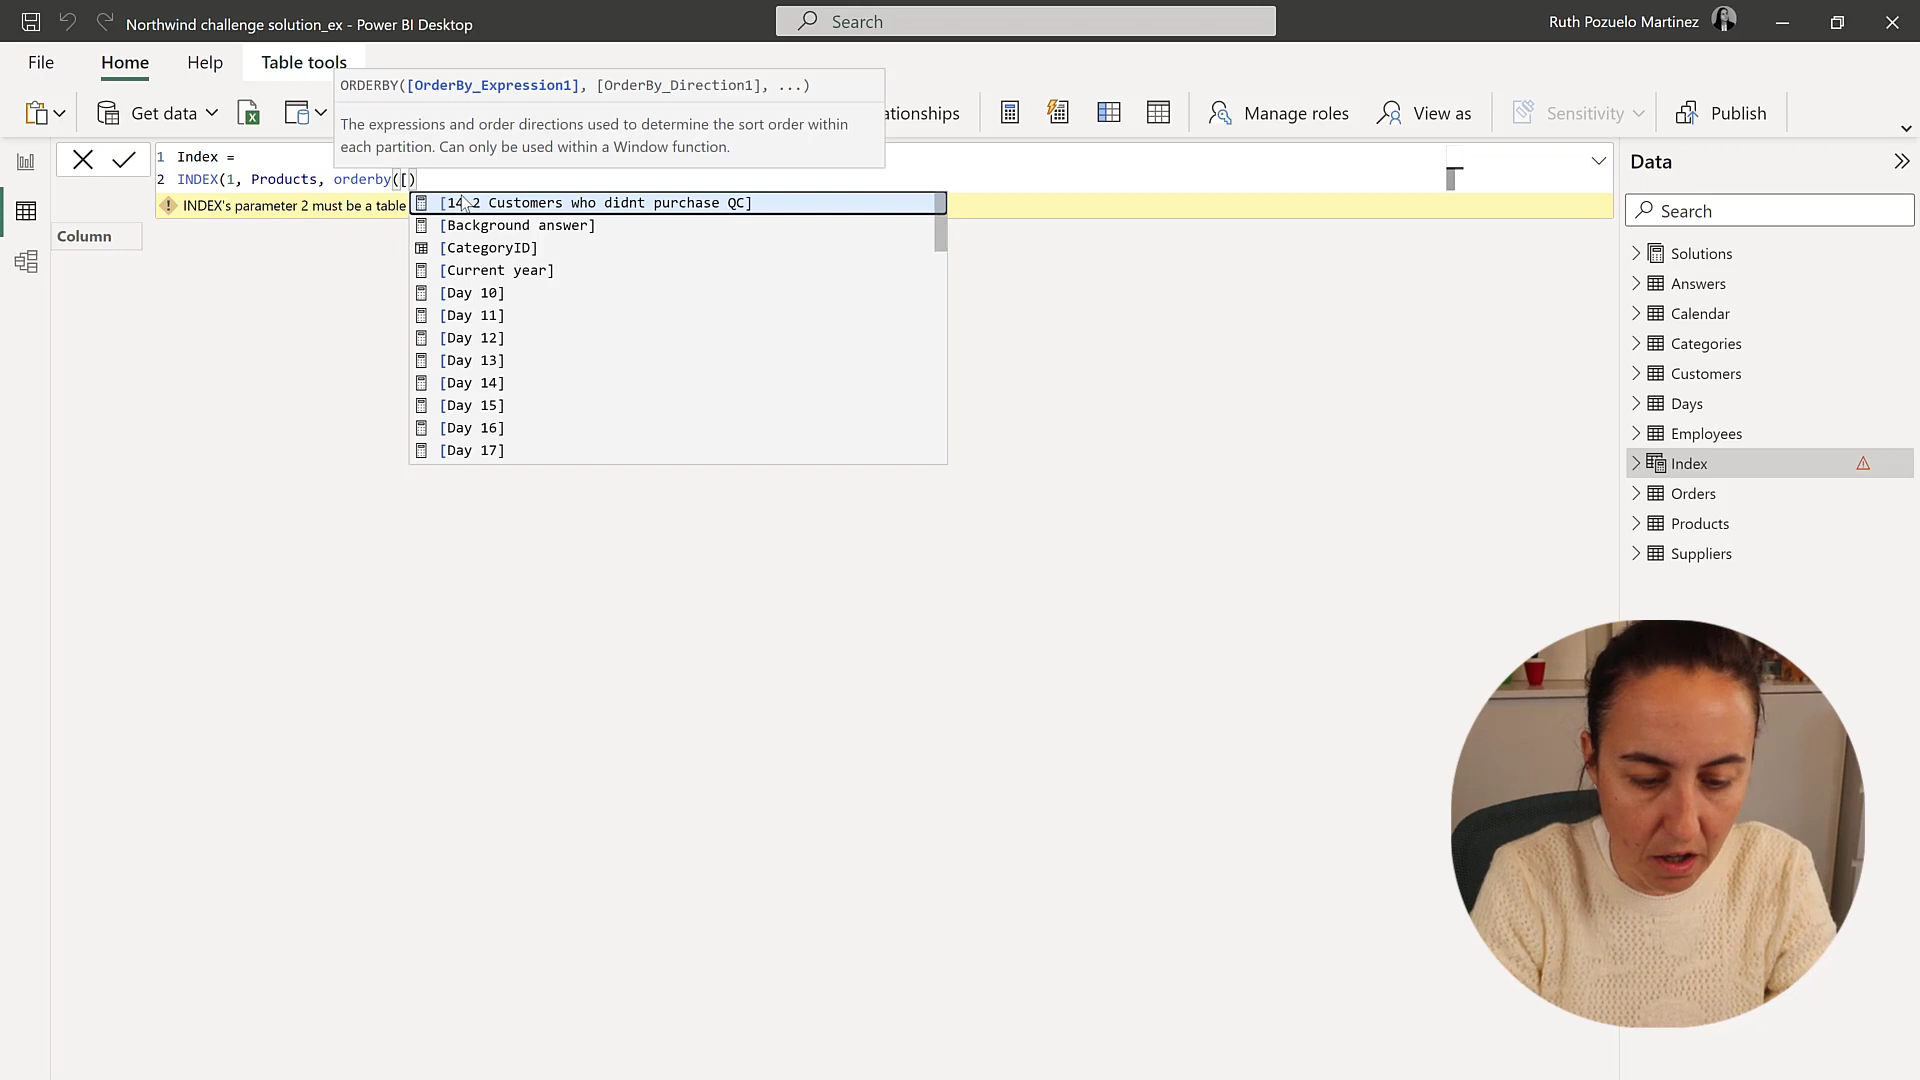 Northwind challenge solution_ex - Power BI Desktop
Search
Ruth Pozuelo Martinez
File
Home
Help
Table tools
ORDERBY([OrderBy_Expression1], [OrderBy_Direction1], ...)
The expressions and order directions used to determine the sort order within
each partition. Can only be used within a Window function.
Get data
ationships
Manage roles
View as
Sensitivity
Publish
1 Index =
2 INDEX(1, Products, orderby([)
INDEX's parameter 2 must be a table
Column
[14.2 Customers who didnt purchase QC]
[Background answer]
[CategoryID]
[Current year]
[Day 10]
[Day 11]
[Day 12]
[Day 13]
[Day 14]
[Day 15]
[Day 16]
[Day 17]
Data
Search
Solutions
Answers
Calendar
Categories
Customers
Days
Employees
Index
Orders
Products
Suppliers